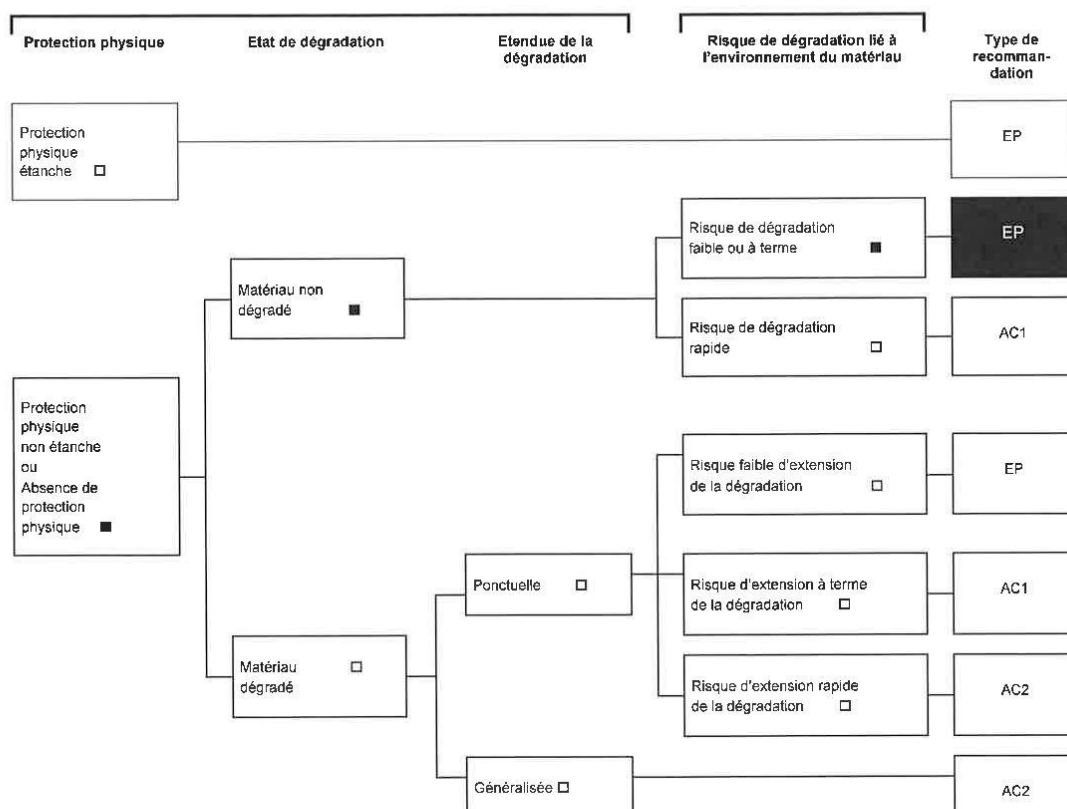 Protection physique
Etat de dégradation
Etendue de la
dégradation
Risque de dégradation lié à
l'environnement du matériau
Type de
recomman-
dation
Protection
physique
étanche
EP
Risque de dégradation
faible ou à terme
EP
Matériau non
dégradé
Risque de dégradation
rapide
AC1
Protection
physique
non étanche
ou
Absence de
protection
physique
Risque faible d'extension
de la dégradation
EP
Ponctuelle
Risque d'extension à terme
de la dégradation
AC1
Matériau
dégradé
Risque d'extension rapide
de la dégradation
AC2
Généralisée
AC2